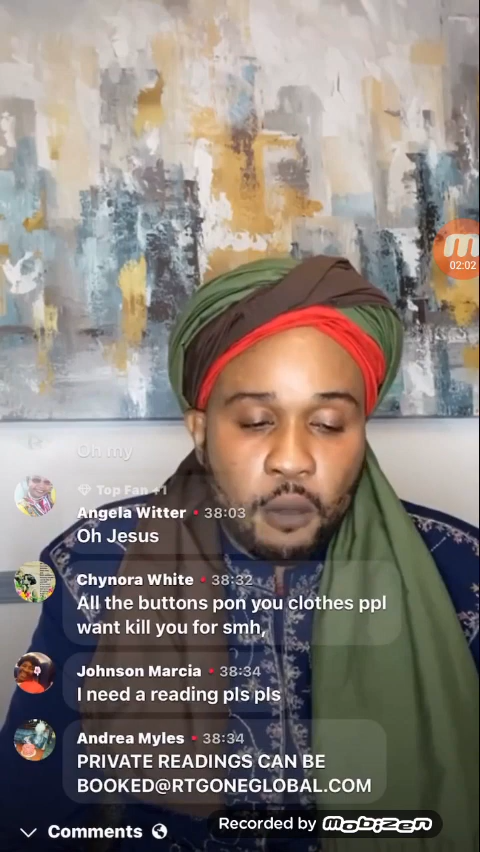 02:02
Oh my
Top Fan +1
Angela Witter • 38:03
Oh Jesus
Chynora White • 38:32
All the buttons pon you clothes ppl
want kill you for smh,
Johnson Marcia • 38:34
I need a reading pls pls
Andrea Myles • 38:34
PRIVATE READINGS CAN BE
BOOKED@RTGONEGLOBAL.COM
Comments
Recorded by mobizen